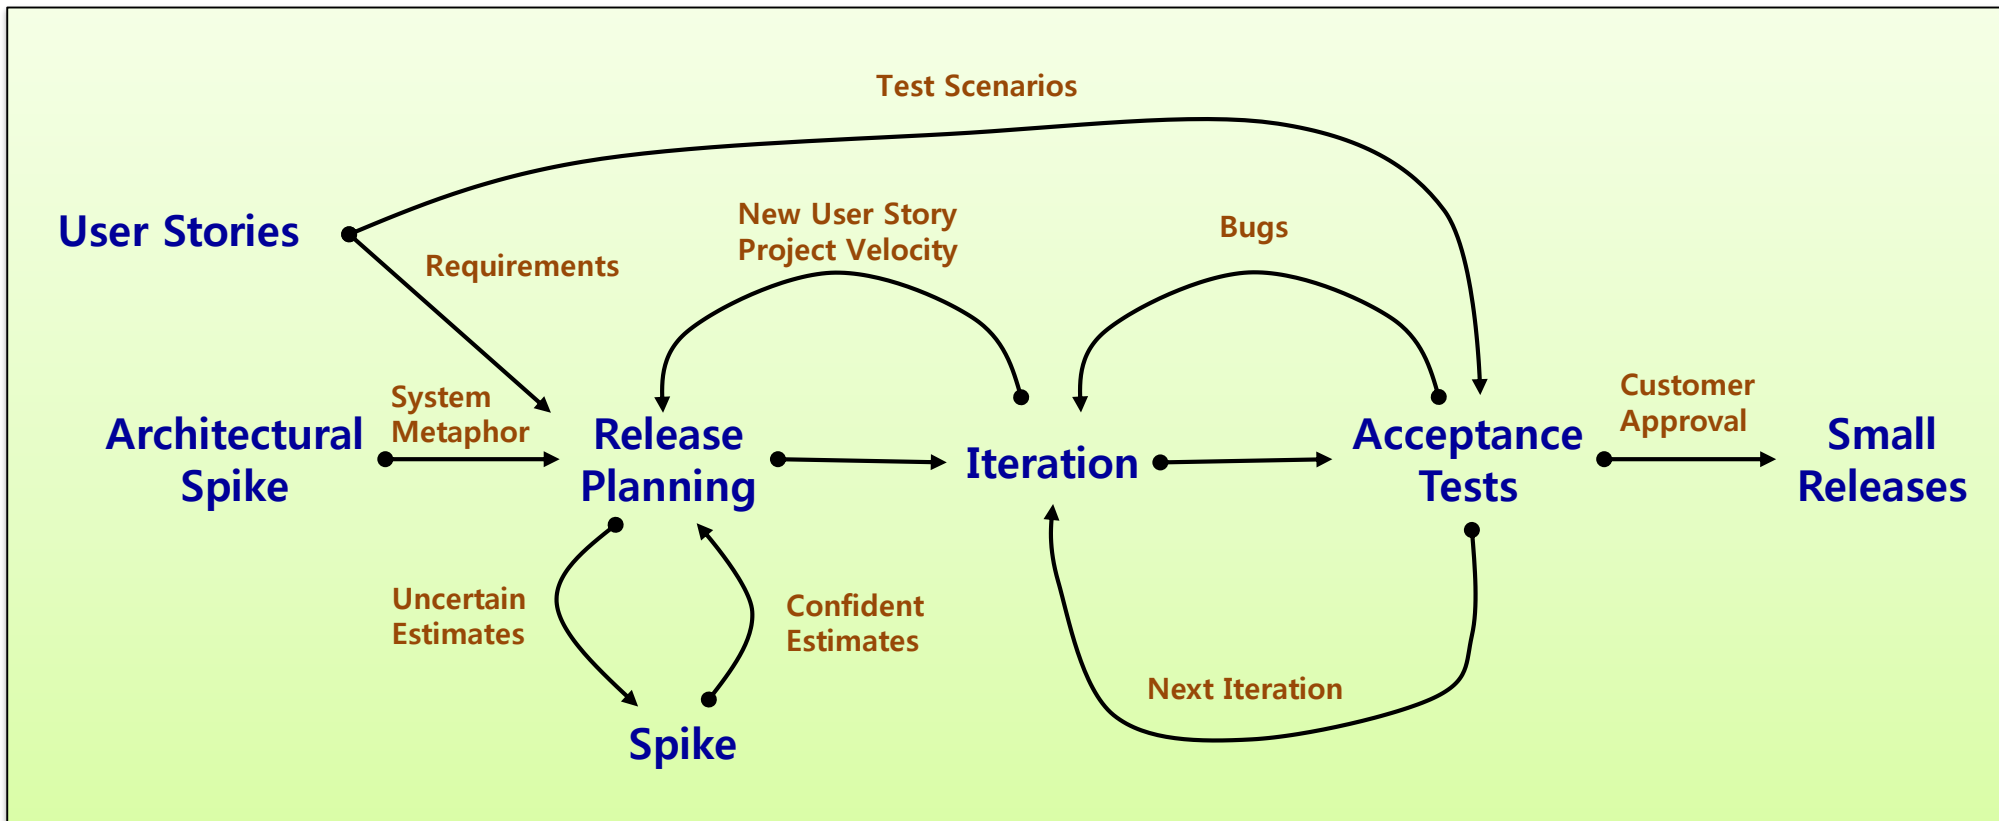 Test Scenarios
User Stories
New User Story
Project Velocity
Bugs
Requirements
System
Metaphor
Customer
Approval
Architectural
Spike
Release
Planning
Iteration
Acceptance
Tests
Small
Releases
Uncertain
Estimates
Confident
Estimates
Next Iteration
Spike